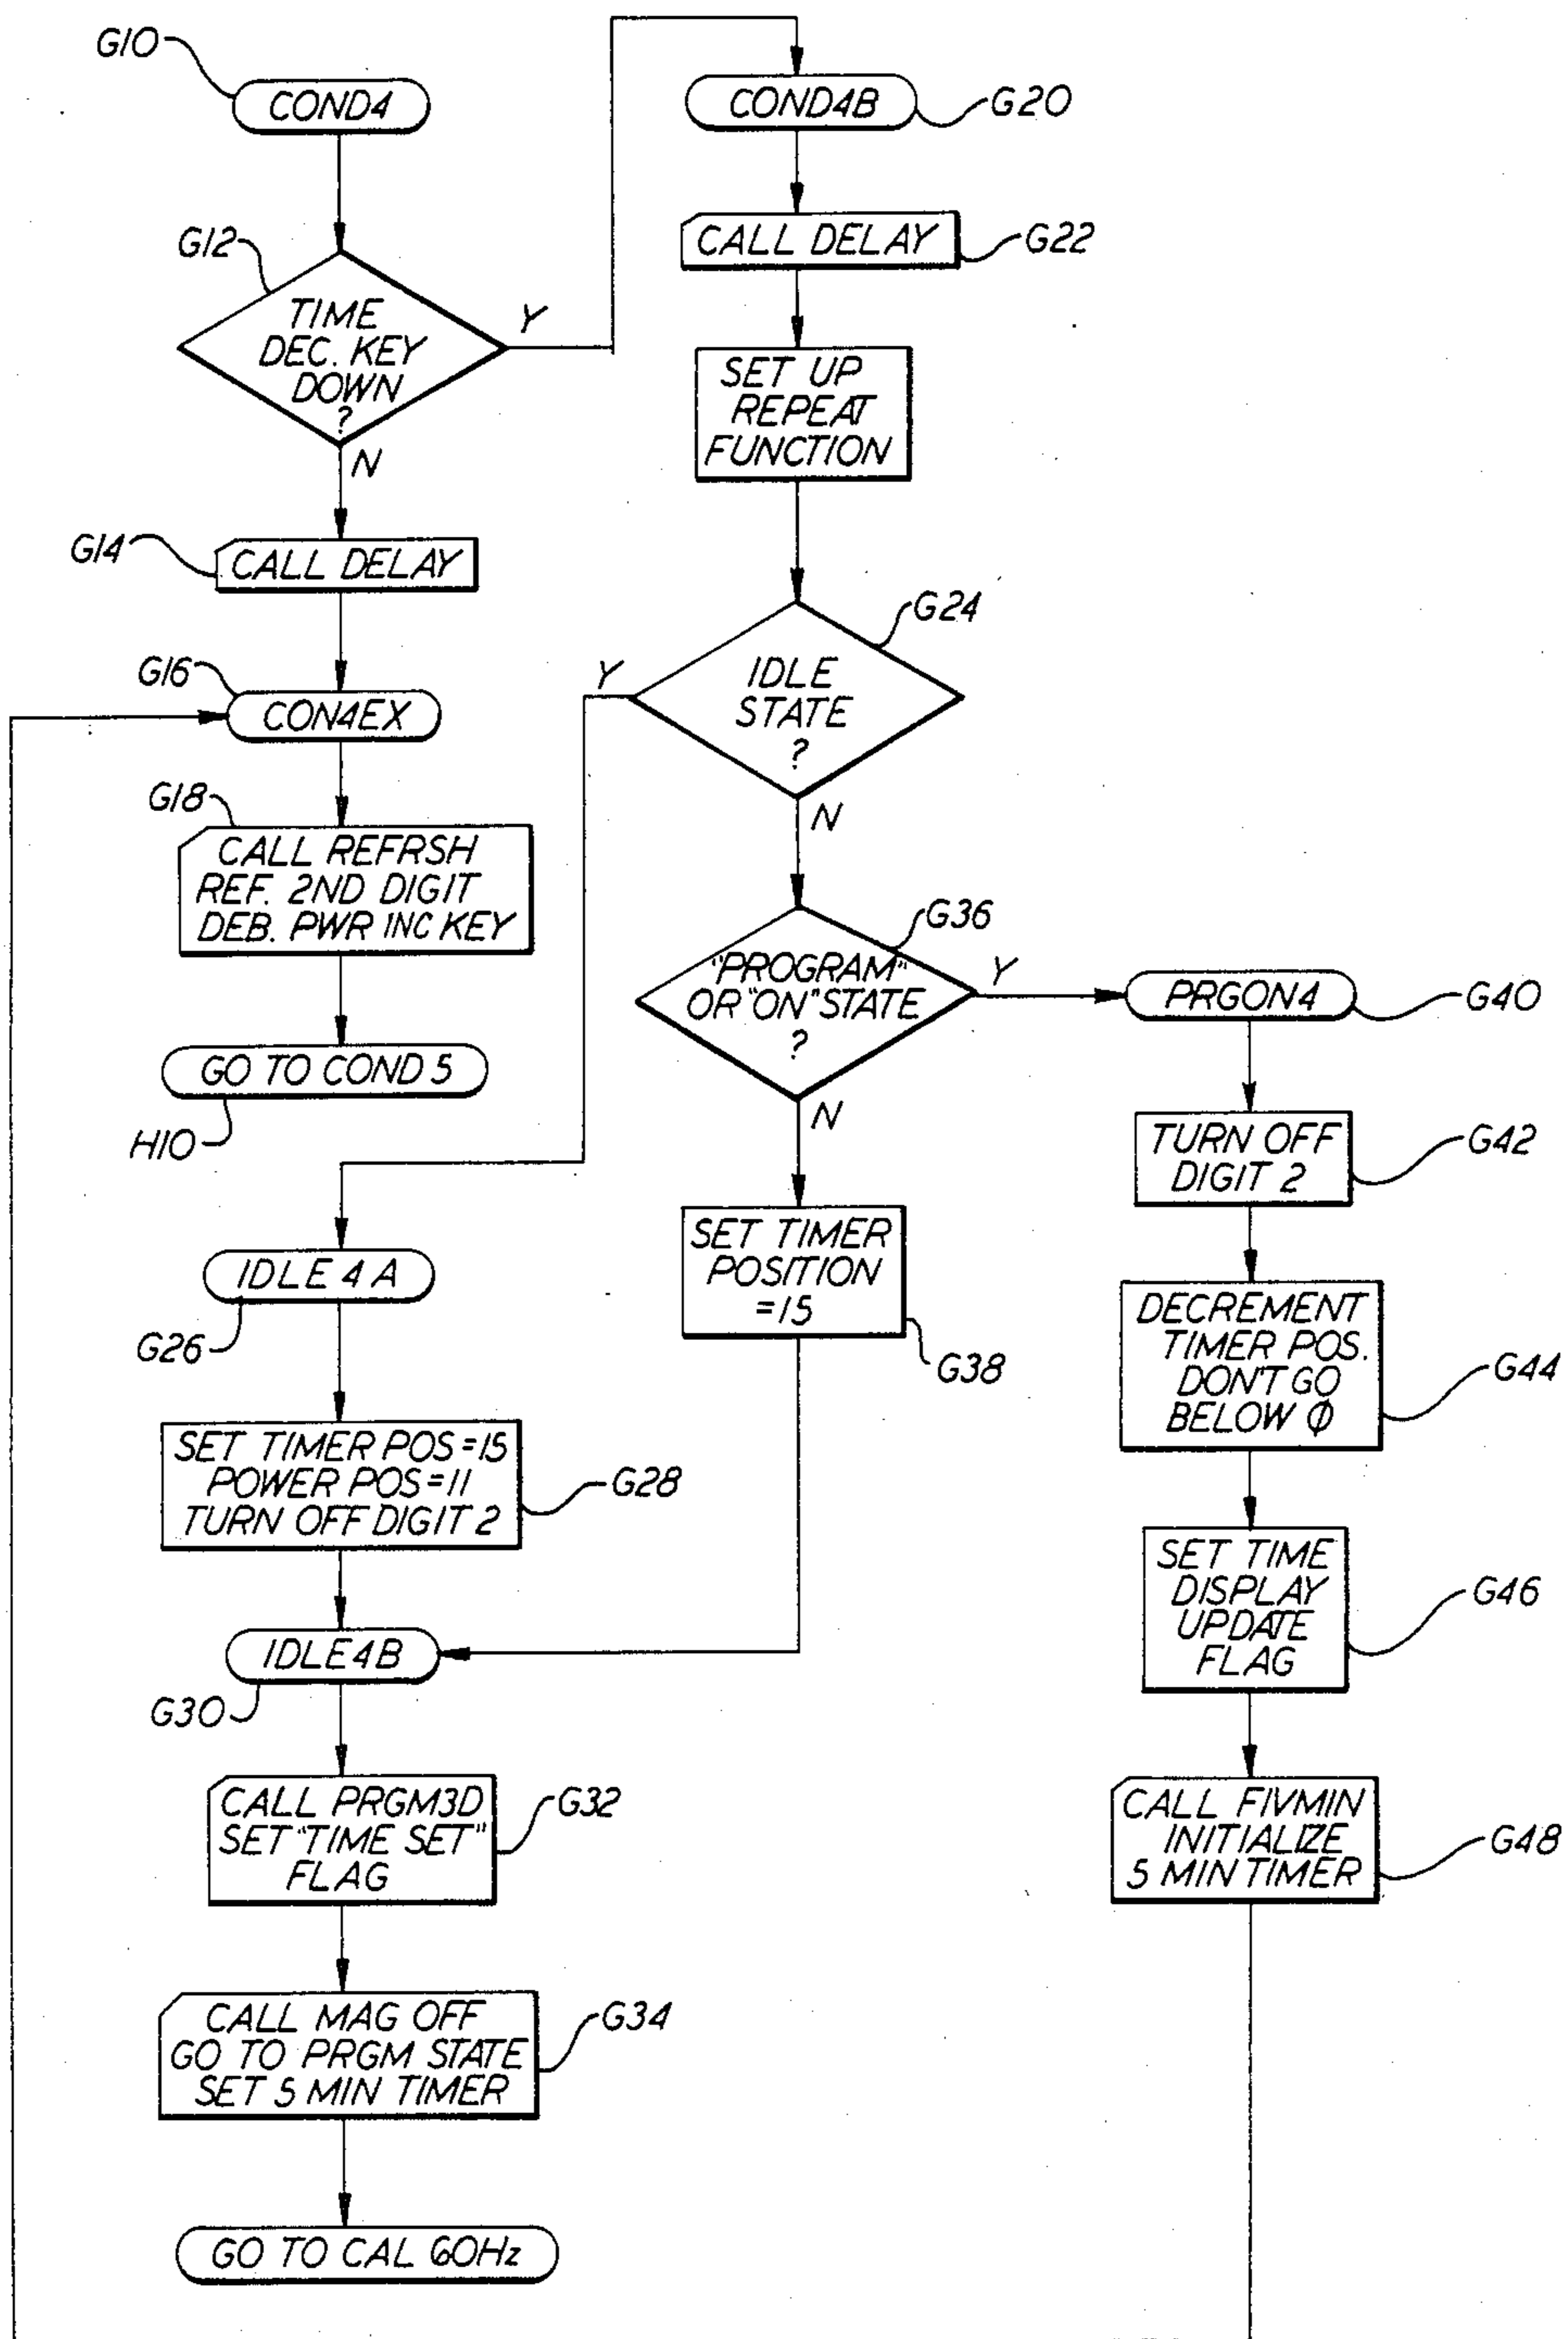 G10
COND4
G12
TIME
DEC. KEY
DOWN
?
Y
N
G14
CALL DELAY
G16
CON4EX
G18
CALL REFRSH
REF. 2ND DIGIT
DEB. PWR INC KEY
GO TO COND 5
H10
COND4B
G20
CALL DELAY
G22
SET UP
REPEAT
FUNCTION
G24
IDLE
STATE
?
Y
N
G36
"PROGRAM"
OR "ON" STATE
?
Y
N
SET TIMER
POSITION
=15
G38
IDLE 4 A
G26
SET TIMER POS=15
POWER POS=11
TURN OFF DIGIT 2
G28
IDLE4B
G30
CALL PRGM3D
SET "TIME SET"
FLAG
G32
CALL MAG OFF
GO TO PRGM STATE
SET 5 MIN TIMER
G34
GO TO CAL 60Hz
PRGON4
G40
TURN OFF
DIGIT 2
G42
DECREMENT
TIMER POS.
DON'T GO
BELOW Ø
G44
SET TIME
DISPLAY
UPDATE
FLAG
G46
CALL FIVMIN
INITIALIZE
5 MIN TIMER
G48